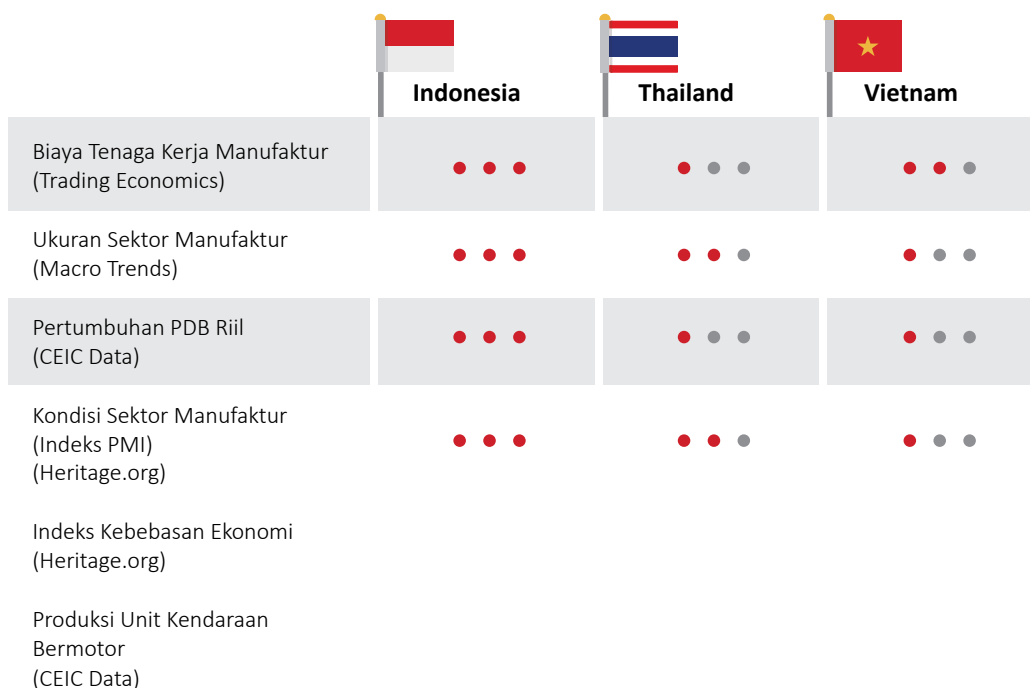 Indonesia
Thailand
Vietnam
Biaya Tenaga Kerja Manufaktur
(Trading Economics)
Ukuran Sektor Manufaktur
(Macro Trends)
Pertumbuhan PDB Riil
(CEIC Data)
Kondisi Sektor Manufaktur
(Indeks PMI)
(Heritage.org)
Indeks Kebebasan Ekonomi
(Heritage.org)
Produksi Unit Kendaraan
Bermotor
(CEIC Data)